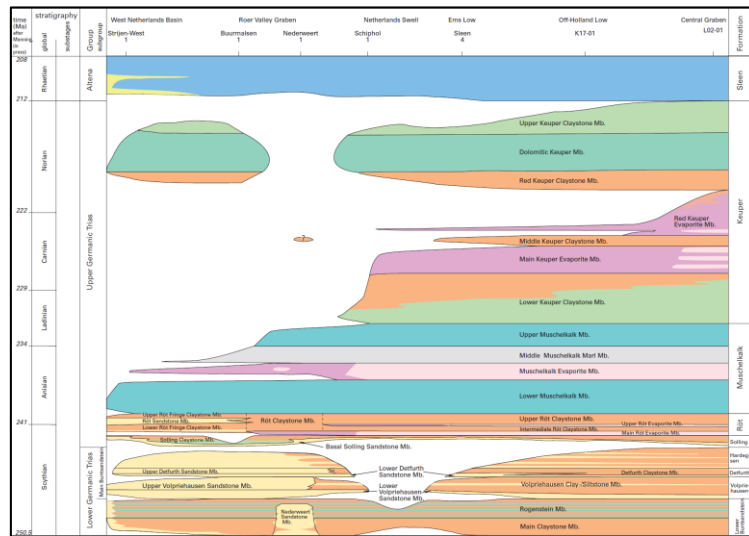 time (Ma) after Menning, (in press)
stratigraphy
global
substages
Group
subgroup
West Netherlands Basin
Strijen-West
1
Roer Valley Graben
Buurmalsen
1
Nederweert
1
Netherlands Swell
Schiphol
1
Ems Low
Sleen
4
Off-Holland Low
K17-01
Central Graben
L02-01
Formation
208
Rhaetian
Altena
Sleen
212
Norian
Upper Germanic Trias
Upper Keuper Claystone Mb.
Dolomitic Keuper Mb.
Red Keuper Claystone Mb.
Keuper
222
Red Keuper
Evaporite Mb.
?
Middle Keuper Claystone Mb.
Carnian
Main Keuper Evaporite Mb.
229
Ladinian
Lower Keuper Claystone Mb.
Upper Muschelkalk Mb.
234
Middle Muschelkalk Marl Mb.
Muschelkalk Evaporite Mb.
Muschelkalk
Anisian
Lower Muschelkalk Mb.
Upper Röt Fringe Claystone Mb.
Röt Sandstone Mb.
Röt Claystone Mb.
Upper Röt Claystone Mb.
Upper Röt Evaporite Mb.
Röt
241
Lower Röt Fringe Claystone Mb.
Intermediate Röt Claystone Mb.
Main Röt Evaporite Mb.
Solling Claystone Mb.
Solling
Basal Solling Sandstone Mb.
Scythian
Lower Germanic Trias
Main Buntsandstein
Hardegsen
Upper Detfurth Sandstone Mb.
Lower Detfurth
Sandstone Mb.
Detfurth Claystone Mb.
Detfurth
Upper Volpriehausen Sandstone Mb.
Lower
Volpriehausen
Sandstone Mb.
Volpriehausen Clay-/Siltstone Mb.
Volpriehausen
Nederweert
Sandstone
Mb.
Rogenstein Mb.
Main Claystone Mb.
Lower
Buntsandstein